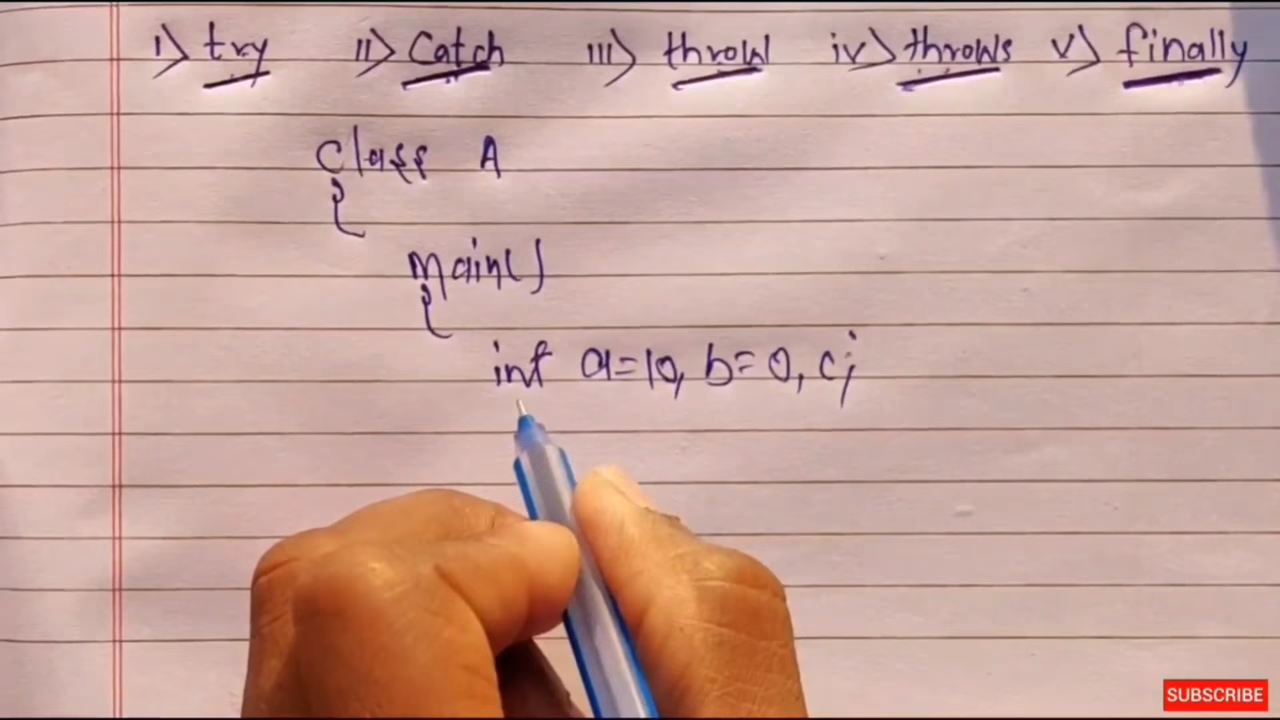 i) try ii) Catch iii) throw iv) throws v) finally
Class A
{
main()
{
int a=10, b=0, c;
SUBSCRIBE